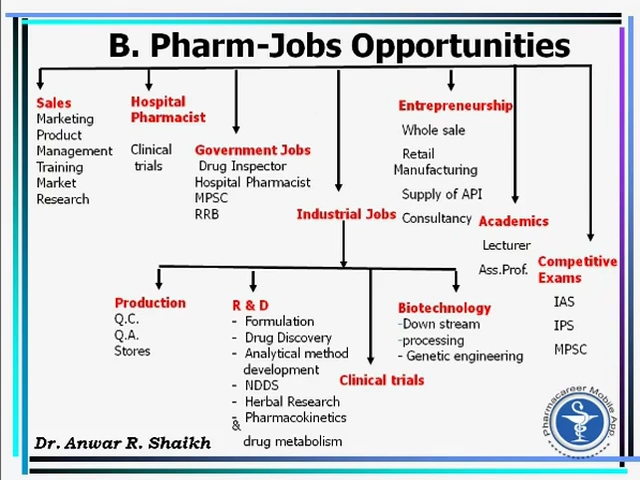 B. Pharm-Jobs Opportunities
Sales
Marketing
Product
Management
Training
Market
Research
Hospital
Pharmacist
Clinical
trials
Government Jobs
Drug Inspector
Hospital Pharmacist
MPSC
RRB
Industrial Jobs
Entrepreneurship
Whole sale
Retail
Manufacturing
Supply of API
Consultancy
Academics
Lecturer
Ass.Prof.
Competitive
Exams
IAS
IPS
MPSC
Production
Q.C.
Q.A.
Stores
R & D
- Formulation
- Drug Discovery
- Analytical method
development
- NDDS
- Herbal Research
- Pharmacokinetics
&
drug metabolism
Clinical trials
Biotechnology
-Down stream
-processing
- Genetic engineering
Dr. Anwar R. Shaikh
Pharmacareer Mobile App